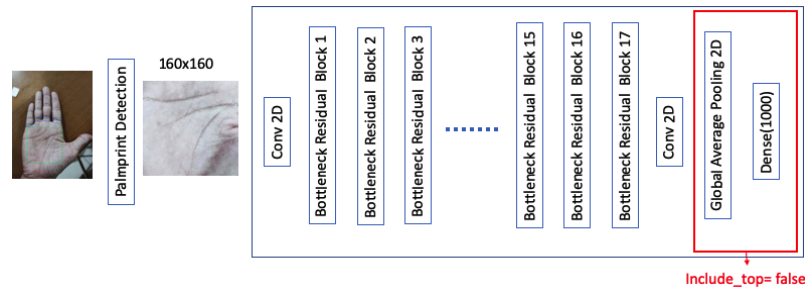 Palmprint Detection
160x160
Conv 2D
Bottleneck Residual Block 1
Bottleneck Residual Block 2
Bottleneck Residual Block 3
Bottleneck Residual Block 15
Bottleneck Residual Block 16
Bottleneck Residual Block 17
Conv 2D
Global Average Pooling 2D
Dense(1000)
Include_top= false